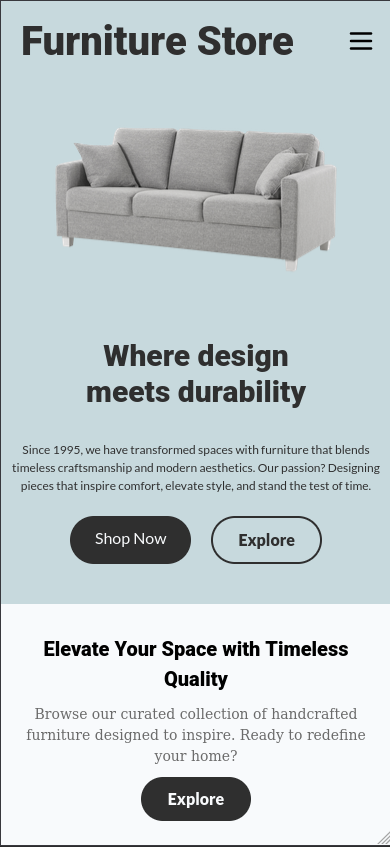 Furniture Store
Where design
meets durability
Since 1995, we have transformed spaces with furniture that blends
timeless craftsmanship and modern aesthetics. Our passion? Designing
pieces that inspire comfort, elevate style, and stand the test of time.
Shop Now
Explore
Elevate Your Space with Timeless
Quality
Browse our curated collection of handcrafted
furniture designed to inspire. Ready to redefine
your home?
Explore